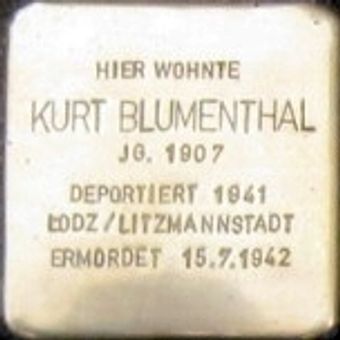 HIER WOHNTE
KURT BLUMENTHAL
JG. 1907
DEPORTIERT 1941
ŁODZ/LITZMANNSTADT
ERMORDET 15.7.1942